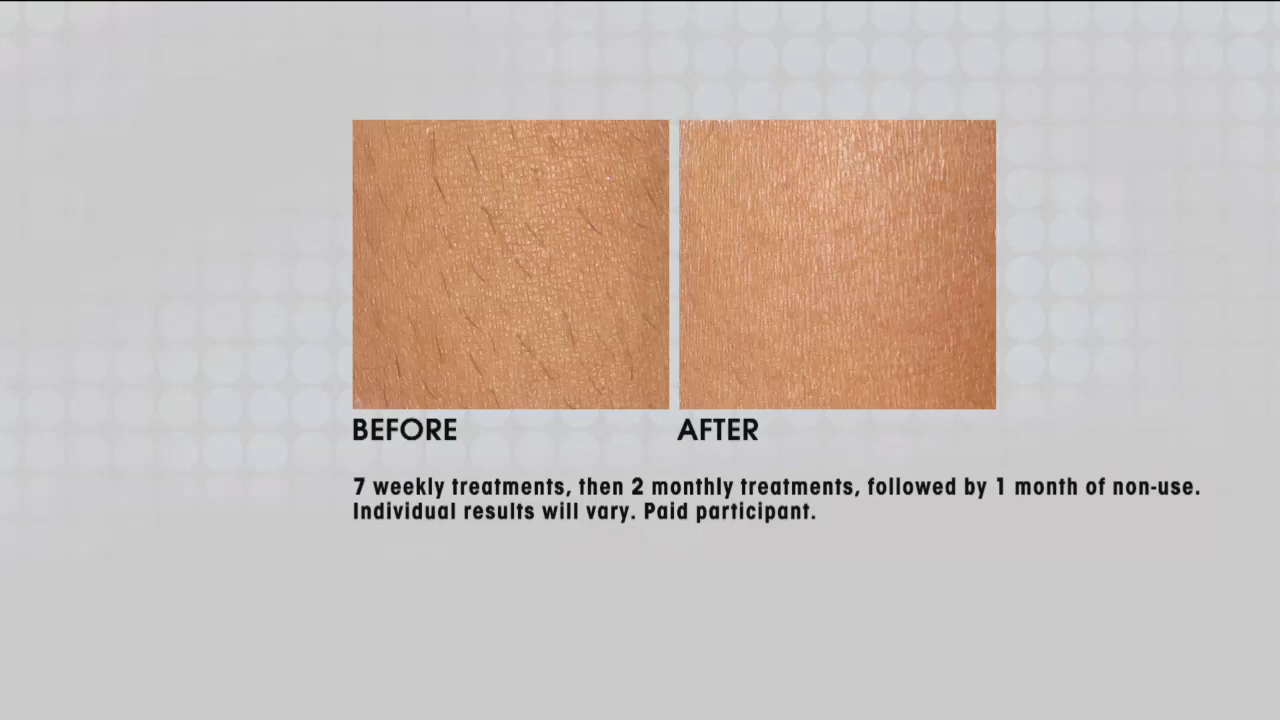 BEFORE
AFTER
7 weekly treatments, then 2 monthly treatments, followed by 1 month of non-use.
Individual results will vary. Paid participant.